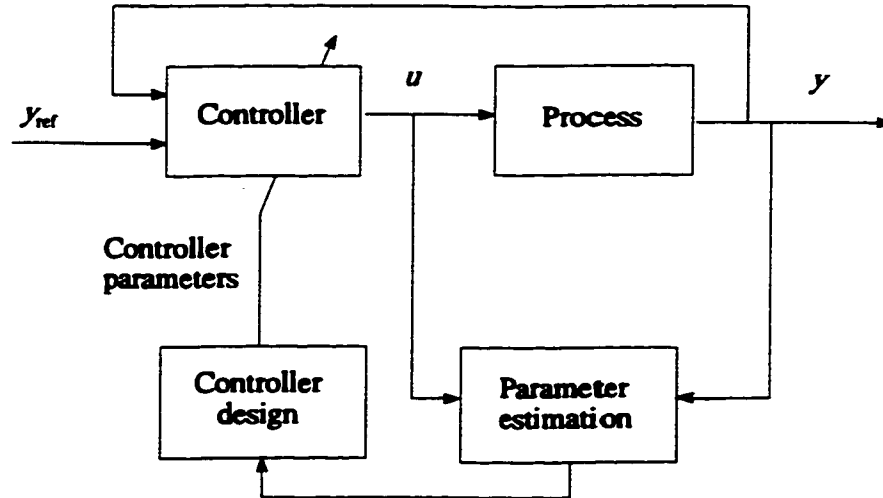 u
y
y_ref
Controller
Process
Controller
parameters
Controller
design
Parameter
estimation